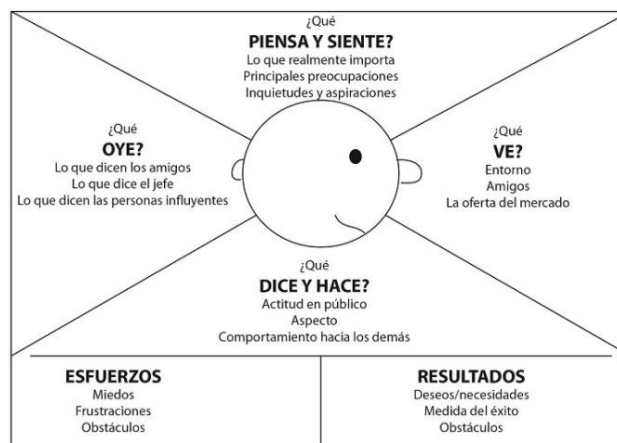 ¿Qué
PIENSA Y SIENTE?
Lo que realmente importa
Principales preocupaciones
Inquietudes y aspiraciones
¿Qué
OYE?
Lo que dicen los amigos
Lo que dice el jefe
Lo que dicen las personas influyentes
¿Qué
VE?
Entorno
Amigos
La oferta del mercado
¿Qué
DICE Y HACE?
Actitud en público
Aspecto
Comportamiento hacia los demás
ESFUERZOS
Miedos
Frustraciones
Obstáculos
RESULTADOS
Deseos/necesidades
Medida del éxito
Obstáculos